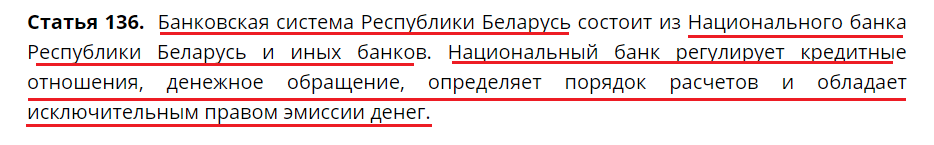 Статья 136. Банковская система Республики Беларусь состоит из Национального банка
Республики Беларусь и иных банков. Национальный банк регулирует кредитные
отношения, денежное обращение, определяет порядок расчетов и обладает
исключительным правом эмиссии денег.